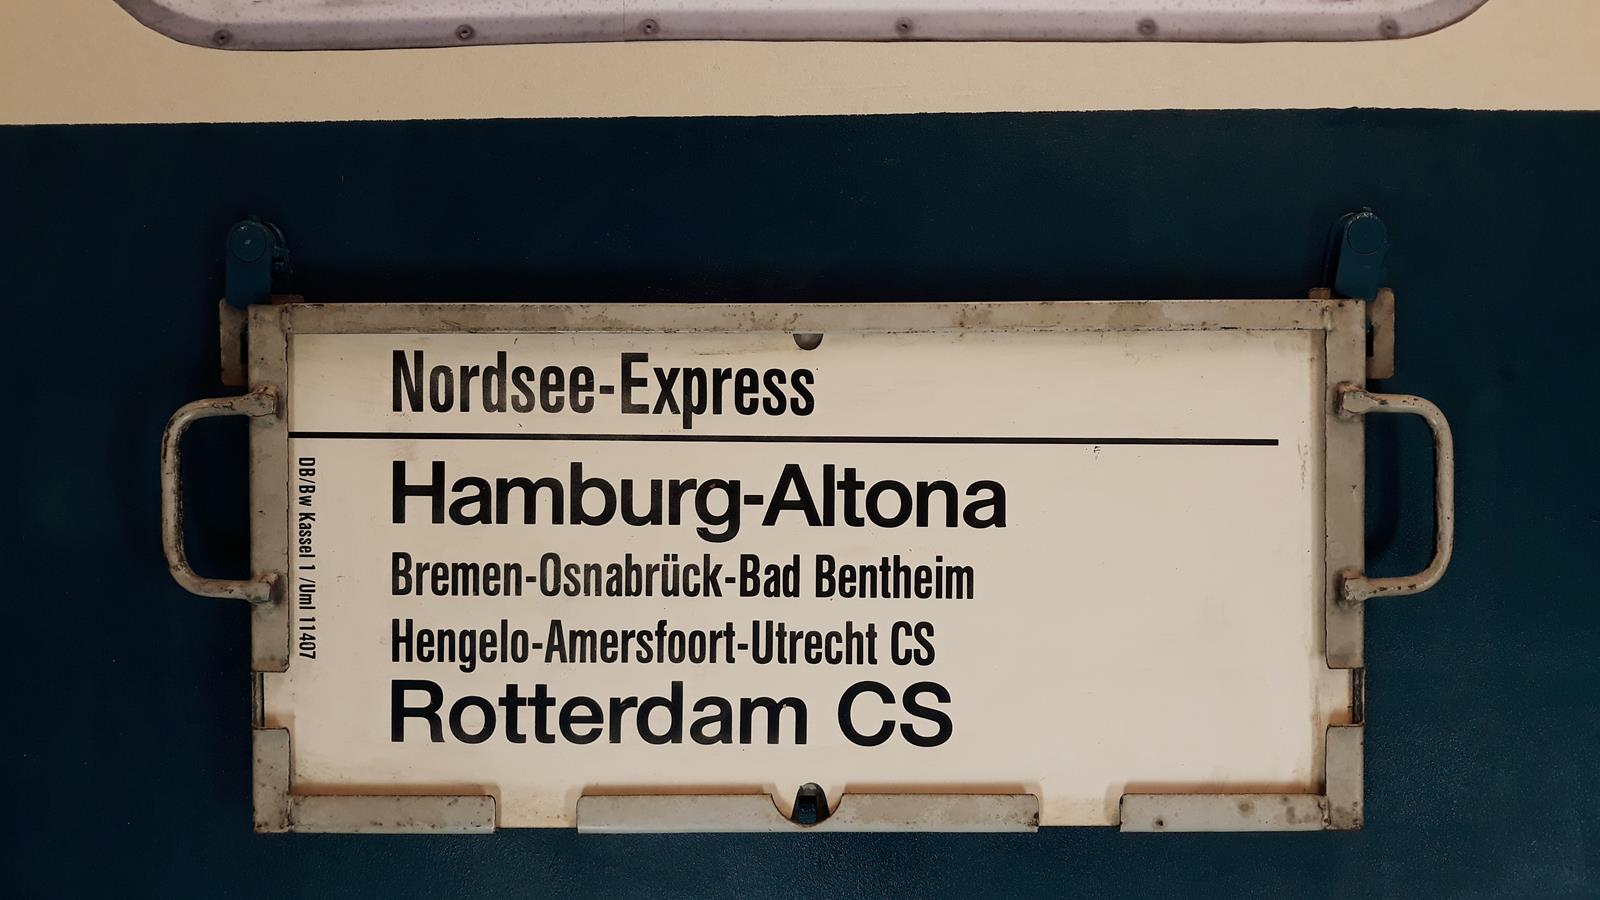 Nordsee-Express
Hamburg-Altona
Bremen-Osnabrück-Bad Bentheim
Hengelo-Amersfoort-Utrecht CS
Rotterdam CS
DB/Bw Kassel 1 /Uml 11407